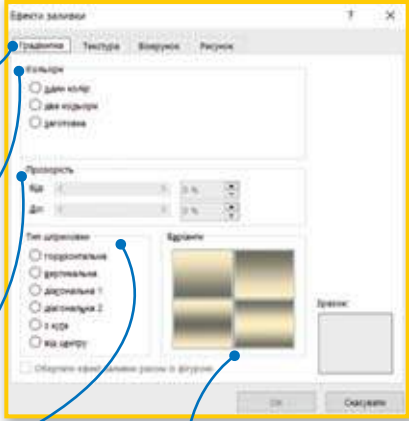 Ефекти заливки ? ×
Градієнтна Текстура Візерунок Рисунок
Кольори
один колір
два кольори
заготовка
Прозорість
Від: 0 %
До: 0 %
Тип штриховки
горизонтальна
вертикальна
діагональна 1
діагональна 2
з кута
від центру
Варіанти
Зразок:
Обертати ефект заливки разом із фігурою
OK Скасувати